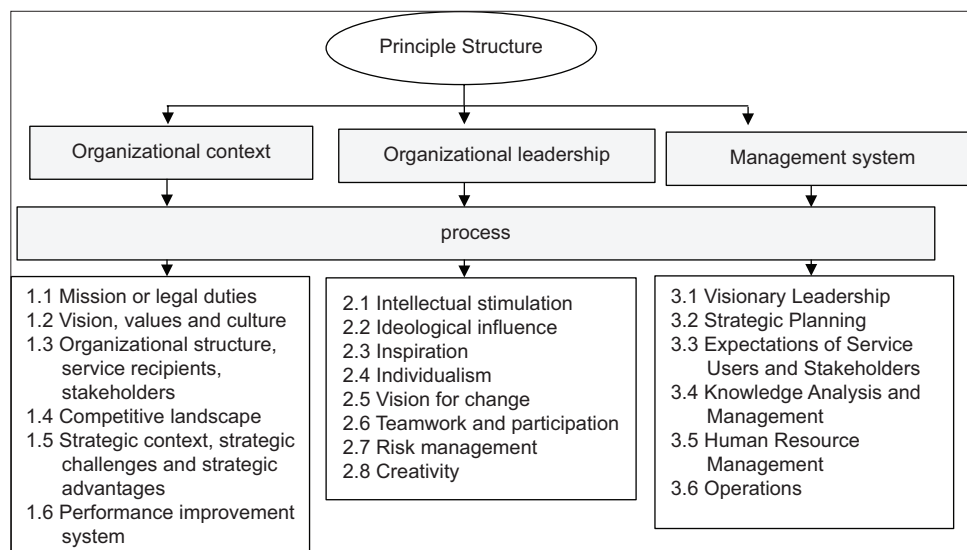 Principle Structure
Organizational context
Organizational leadership
Management system
process
1.1 Mission or legal duties
1.2 Vision, values and culture
1.3 Organizational structure,
service recipients,
stakeholders
1.4 Competitive landscape
1.5 Strategic context, strategic
challenges and strategic
advantages
1.6 Performance improvement
system
2.1 Intellectual stimulation
2.2 Ideological influence
2.3 Inspiration
2.4 Individualism
2.5 Vision for change
2.6 Teamwork and participation
2.7 Risk management
2.8 Creativity
3.1 Visionary Leadership
3.2 Strategic Planning
3.3 Expectations of Service
Users and Stakeholders
3.4 Knowledge Analysis and
Management
3.5 Human Resource
Management
3.6 Operations